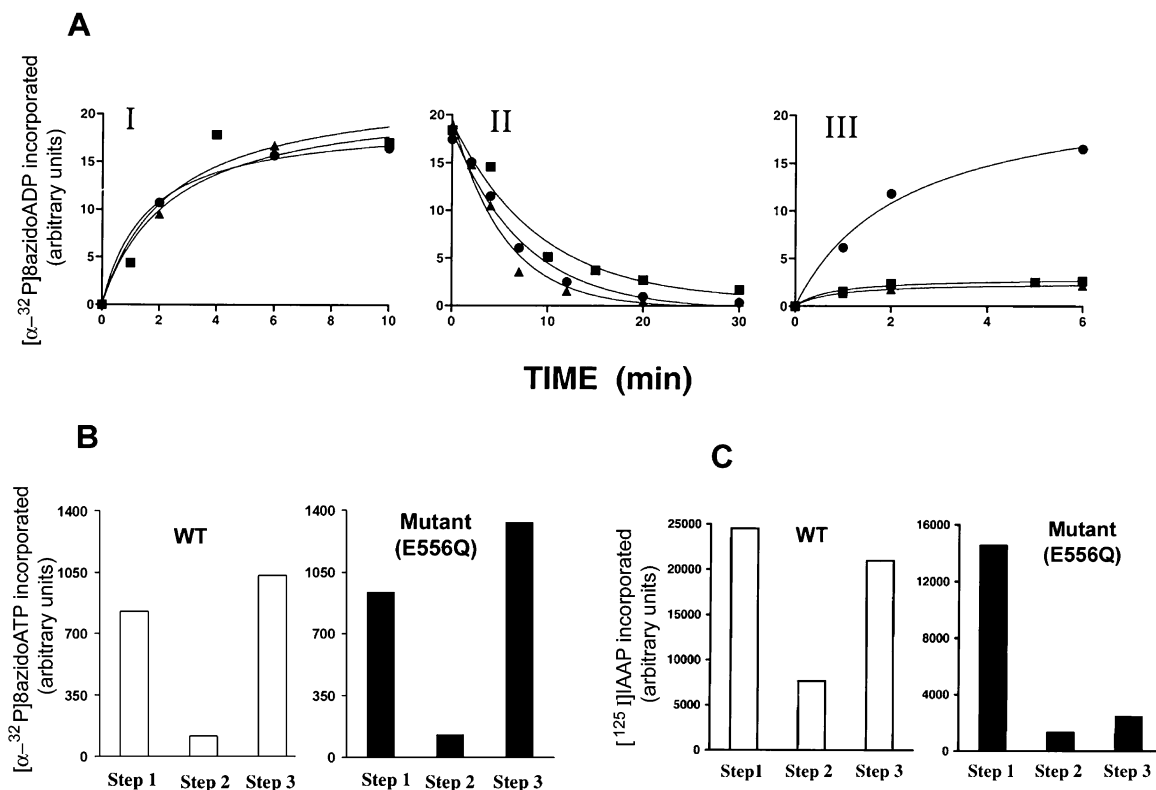 A
[α–³²P]8azidoADP incorporated
(arbitrary units)
I
II
III
20
15
10
5
0
0 2 4 6 8 10
20
15
10
5
0
0 10 20 30
20
15
10
5
0
0 2 4 6
TIME (min)
B
[α–³²P]8azidoATP incorporated
(arbitrary units)
WT
1400
1050
700
350
0
Step 1 Step 2 Step 3
Mutant
(E556Q)
1400
1050
700
350
0
Step 1 Step 2 Step 3
C
[¹²⁵I]IAAP incorporated
(arbitrary units)
WT
25000
20000
15000
10000
5000
0
Step1 Step 2 Step 3
Mutant
(E556Q)
16000
12000
8000
4000
0
Step 1 Step 2 Step 3